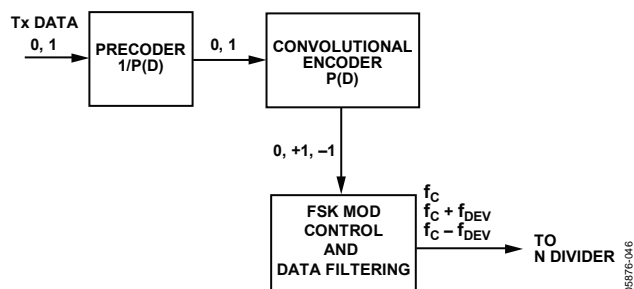 Tx DATA
0, 1
PRECODER
1/P(D)
0, 1
CONVOLUTIONAL
ENCODER
P(D)
0, +1, –1
FSK MOD
CONTROL
AND
DATA FILTERING
fC
fC + fDEV
fC – fDEV
TO
N DIVIDER
05876-046